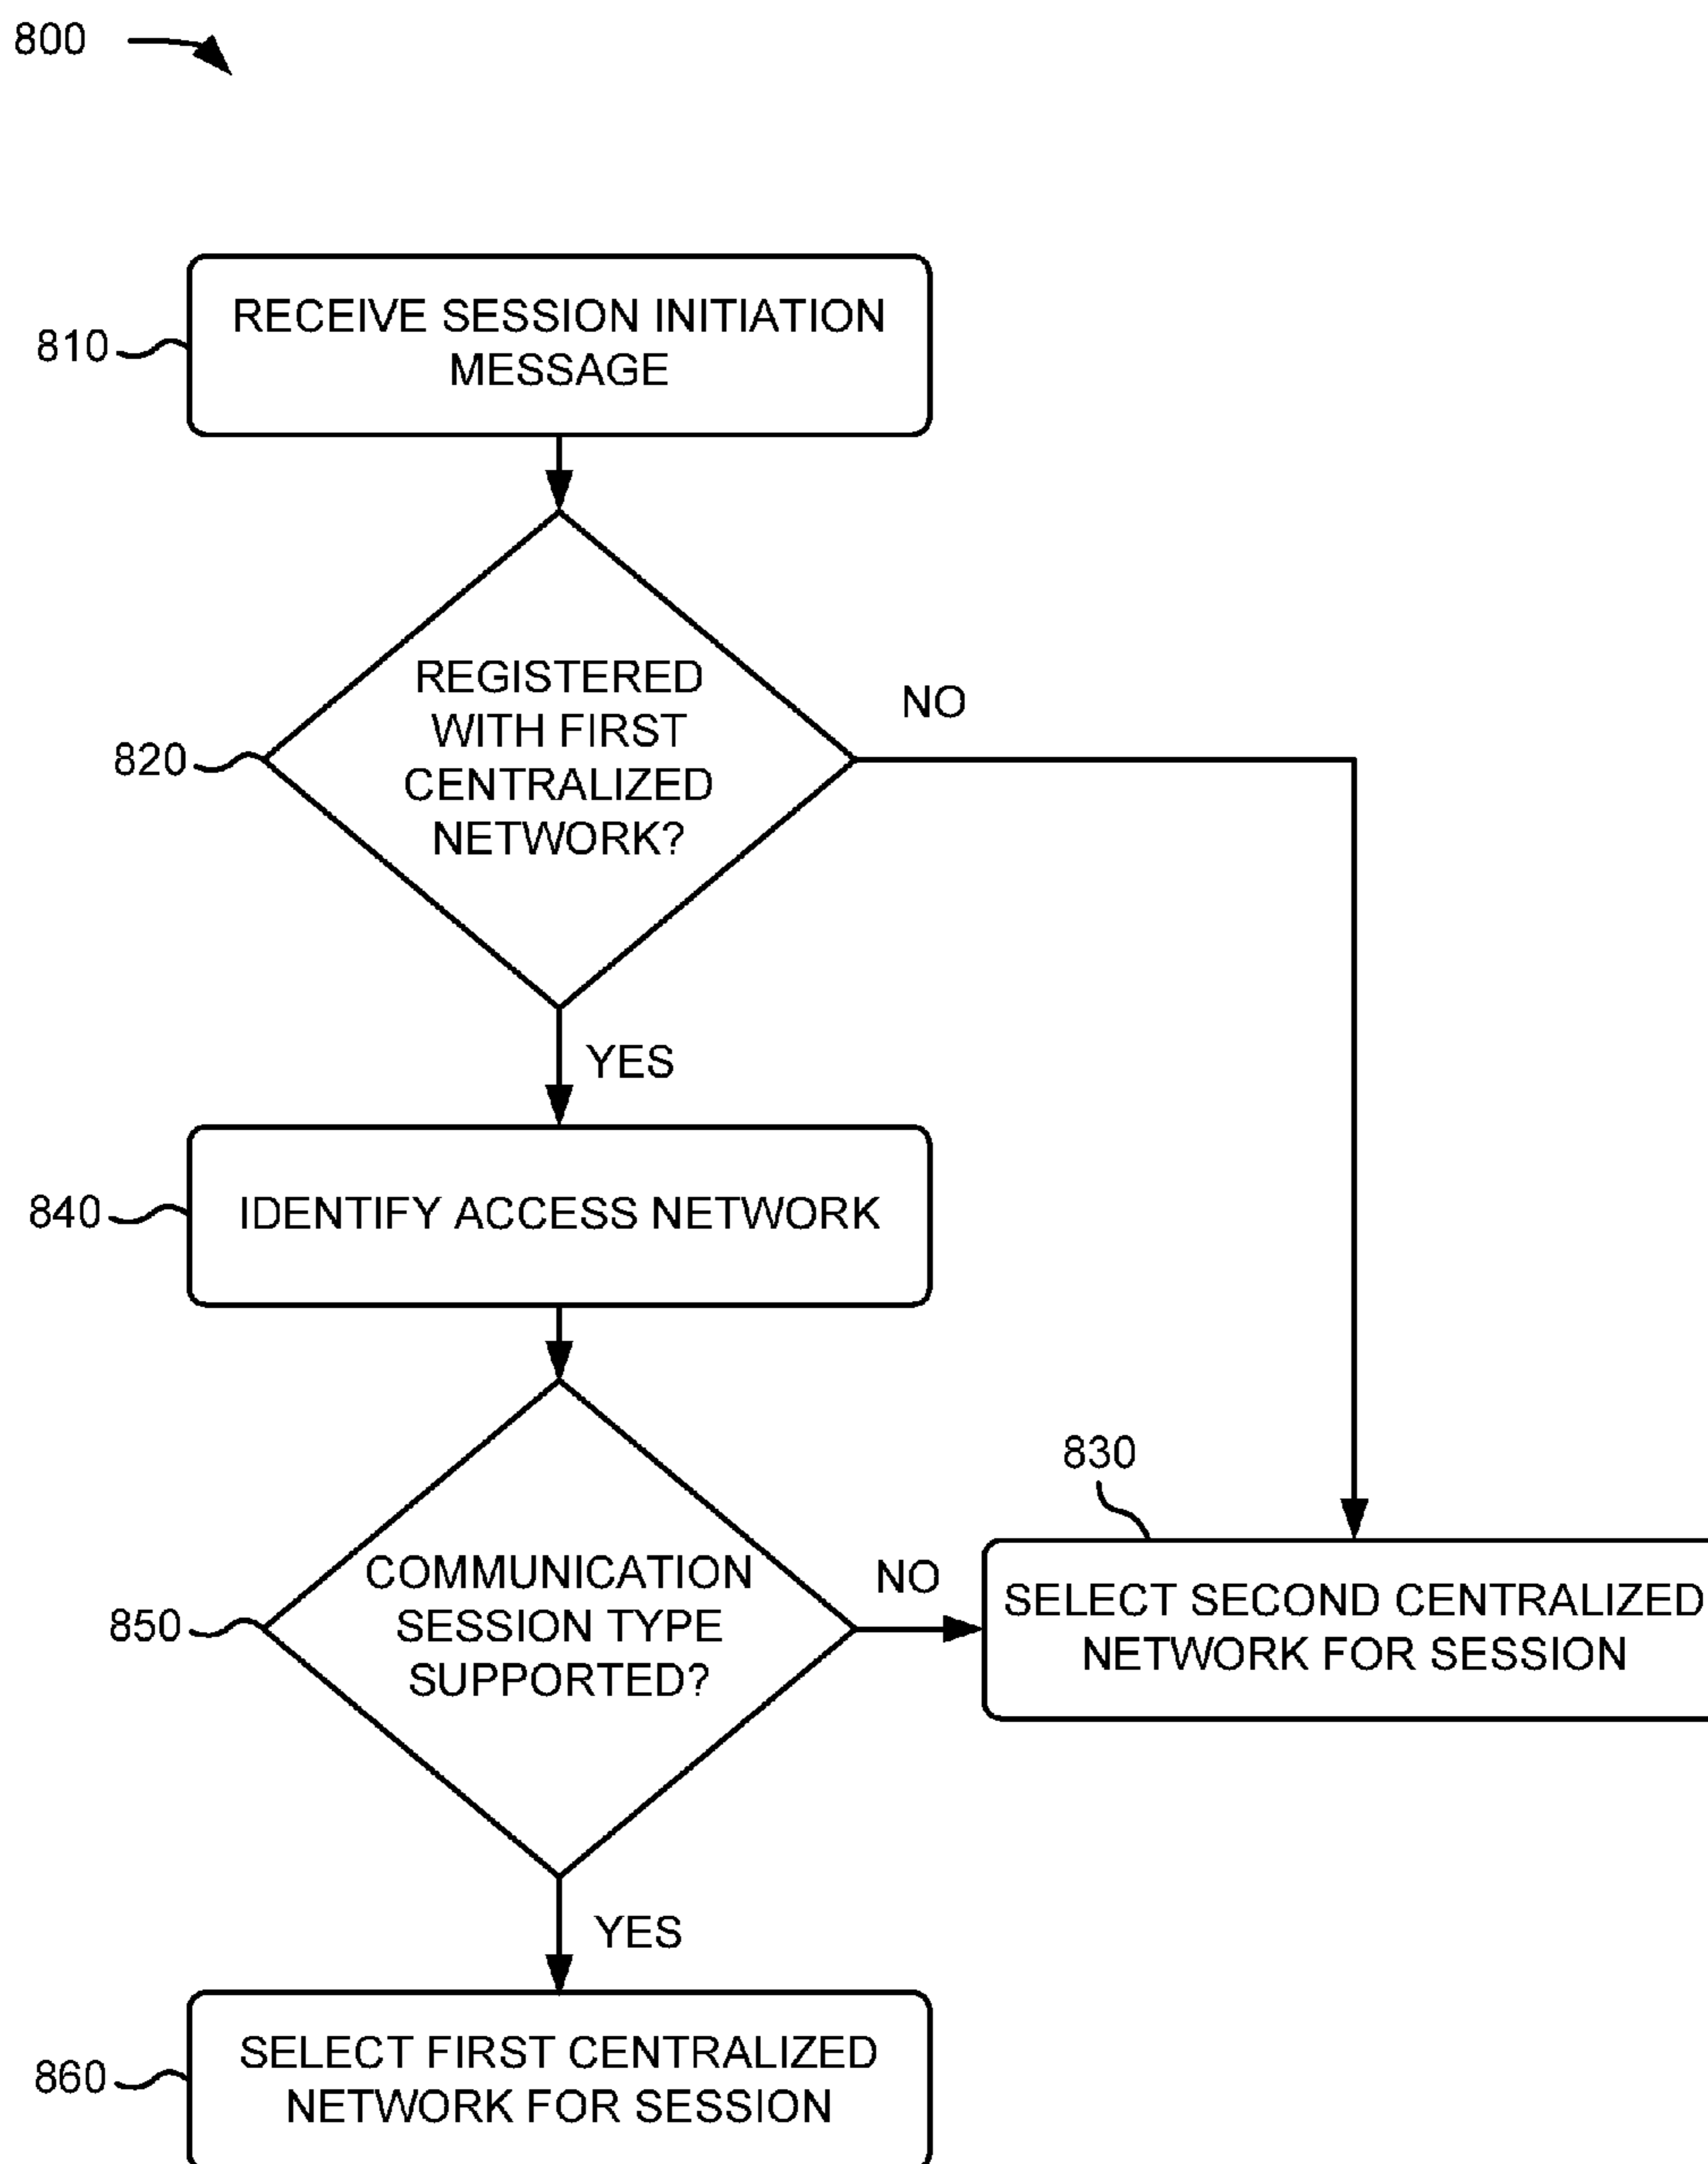 800
810
RECEIVE SESSION INITIATION
MESSAGE
820
REGISTERED
WITH FIRST
CENTRALIZED
NETWORK?
NO
YES
840
IDENTIFY ACCESS NETWORK
850
COMMUNICATION
SESSION TYPE
SUPPORTED?
NO
830
SELECT SECOND CENTRALIZED
NETWORK FOR SESSION
YES
860
SELECT FIRST CENTRALIZED
NETWORK FOR SESSION